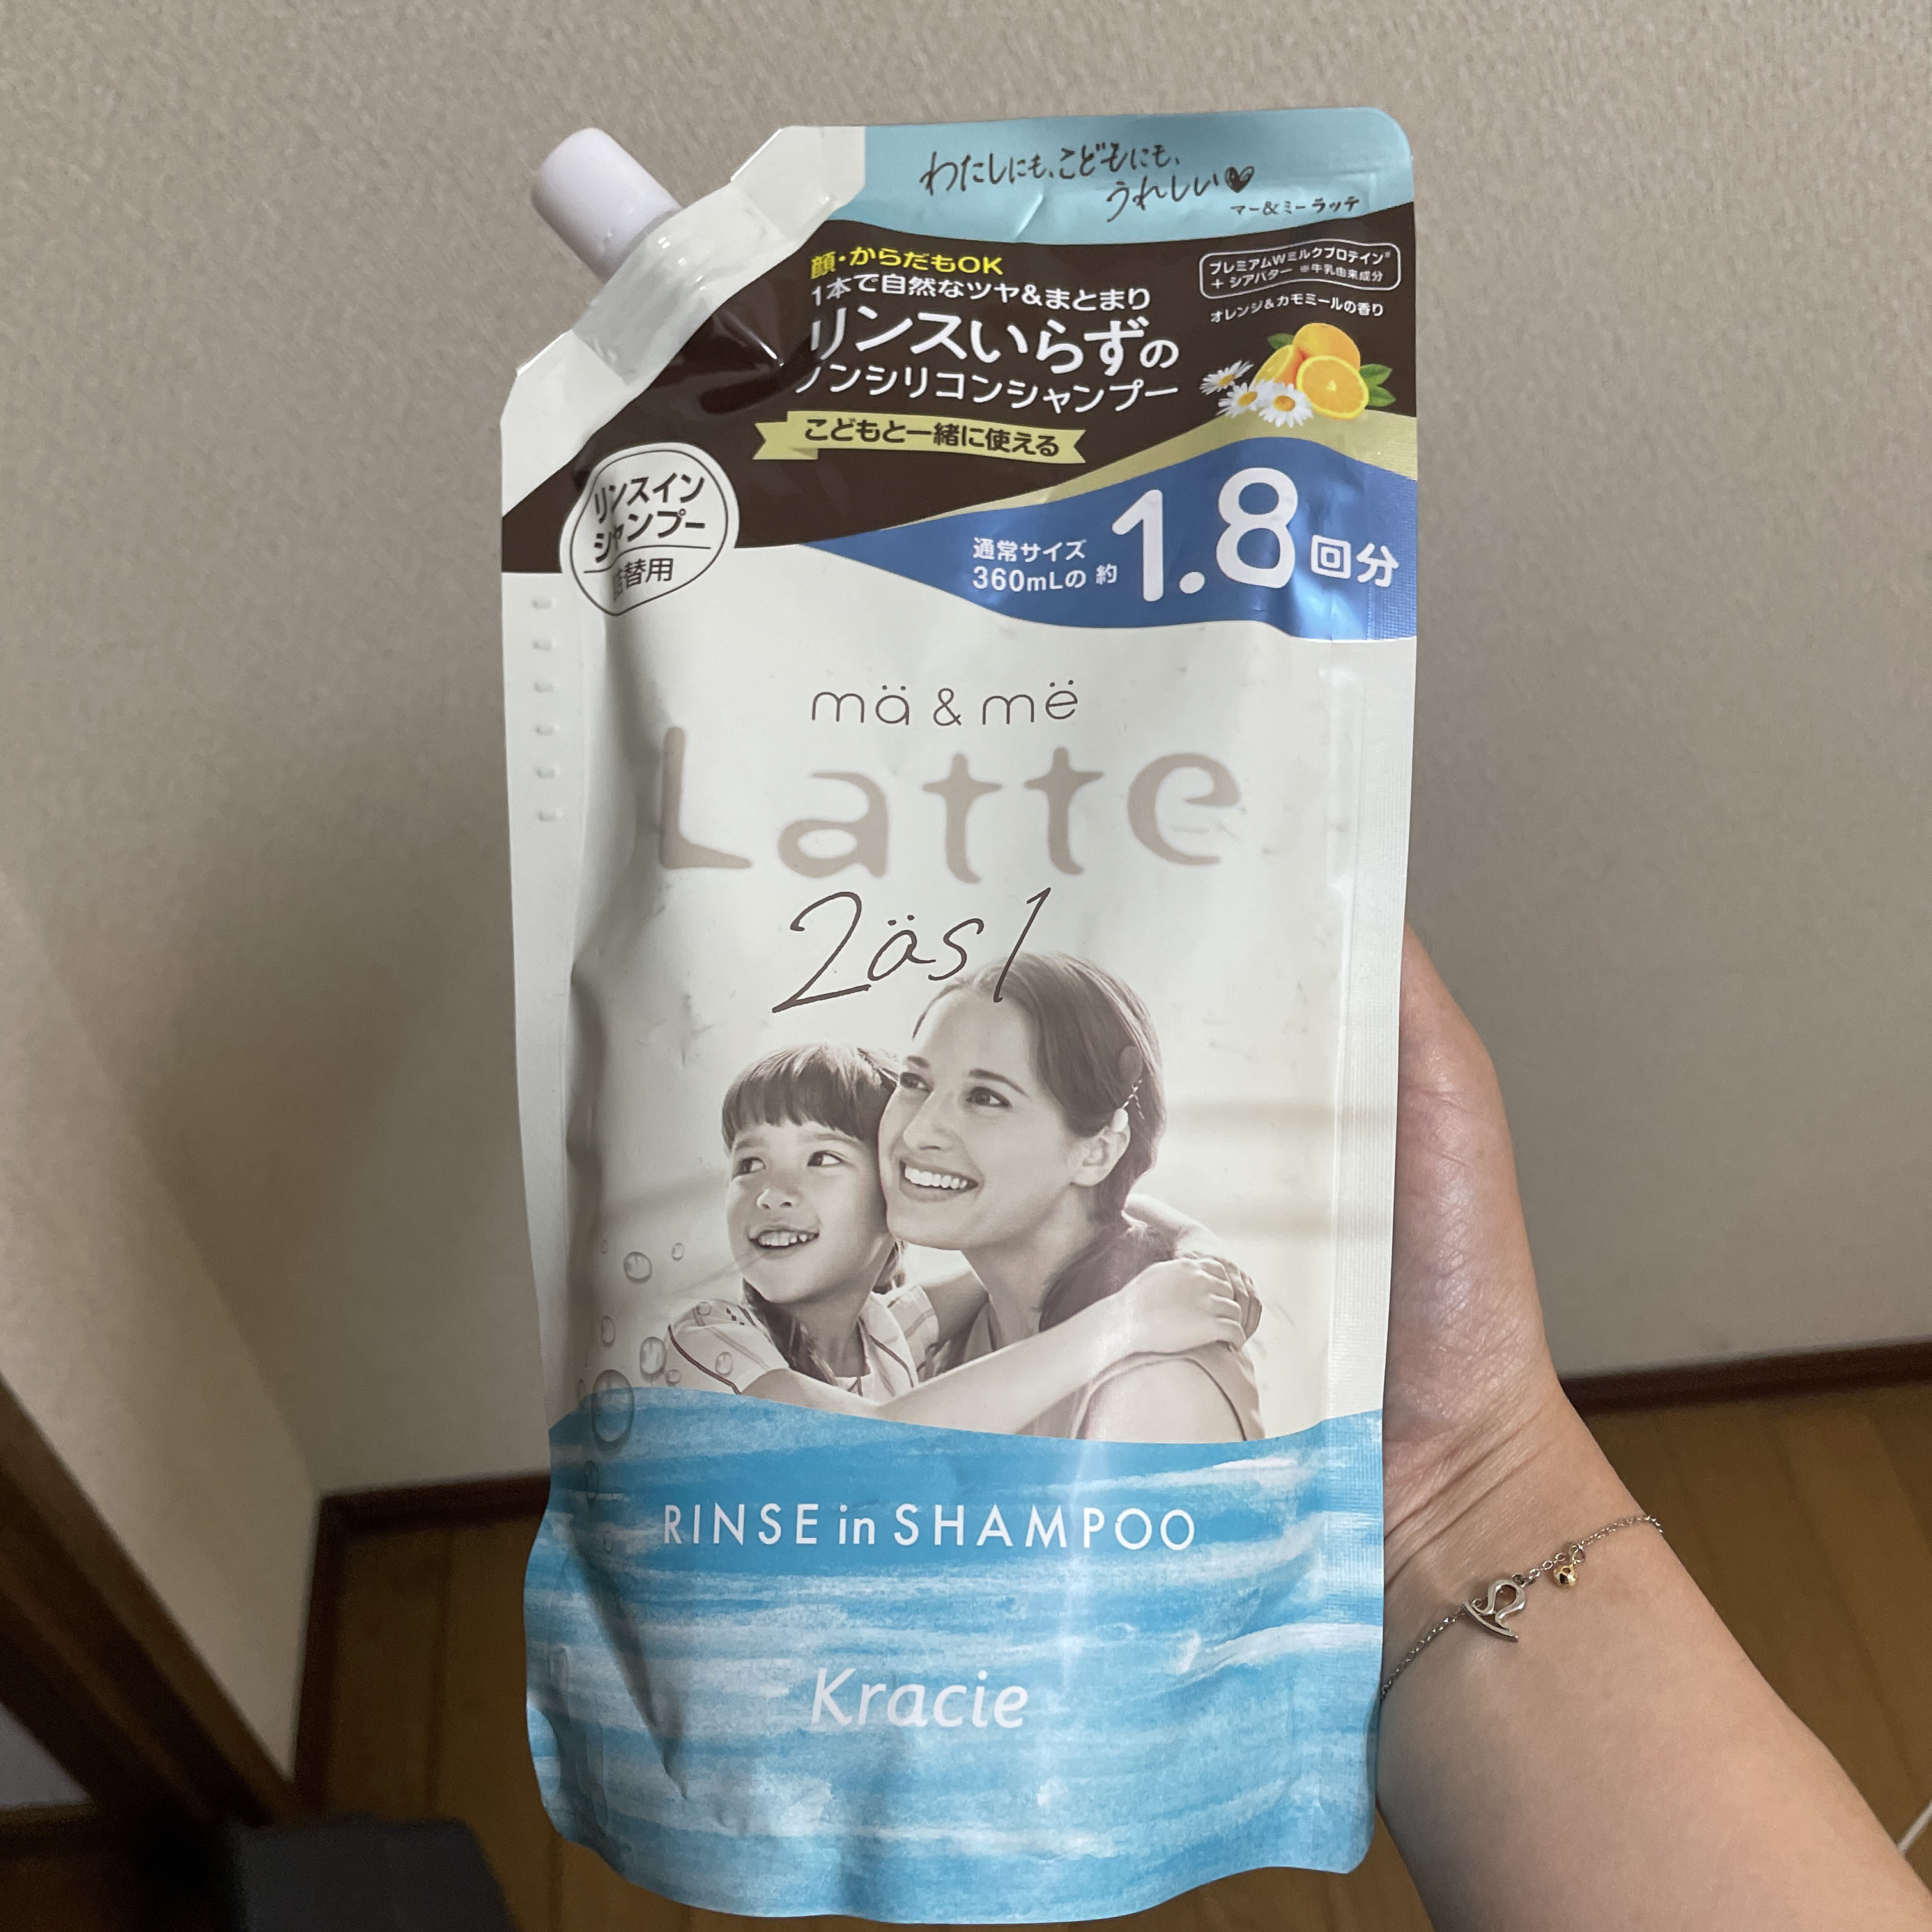 わたしにも、こどもにも、
うれしい♥
マー&ミー ラッテ
顔・からだもOK
1本で自然なツヤ&まとまり
リンスいらずの
ノンシリコンシャンプー
こどもと一緒に使える
プレミアムWミルクプロテイン※
+ シアバター ※牛乳由来成分
オレンジ&カモミールの香り
リンスイン
シャンプー
詰替用
通常サイズ
360mLの 約 1.8回分
mä & më
Latte
2äs1
RINSE in SHAMPOO
Kracie